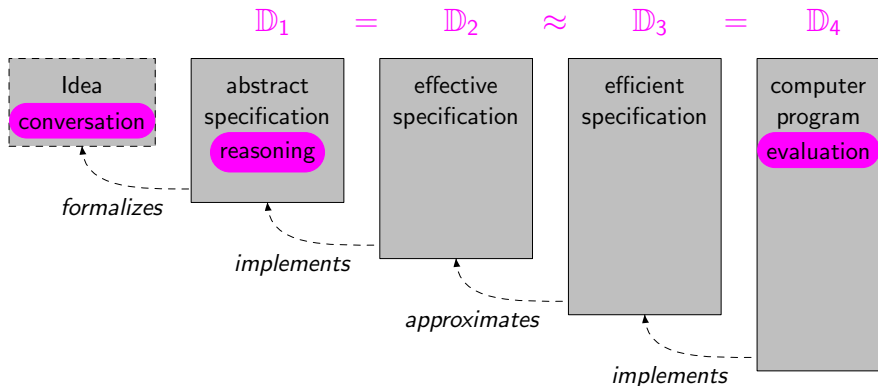 𝔻₁ = 𝔻₂ ≈ 𝔻₃ = 𝔻₄
Idea
conversation
abstract
specification
reasoning
effective
specification
efficient
specification
computer
program
evaluation
formalizes
implements
approximates
implements